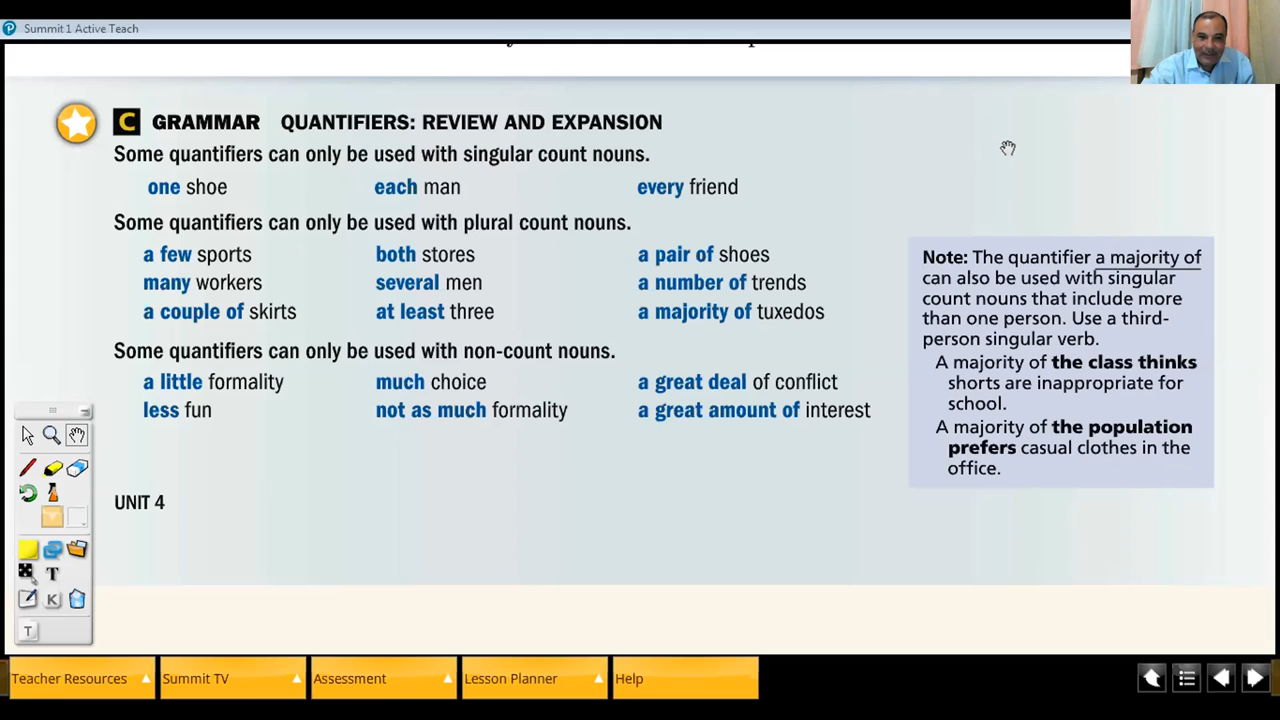 Summit 1 Active Teach
C GRAMMAR QUANTIFIERS: REVIEW AND EXPANSION
Some quantifiers can only be used with singular count nouns.
one shoe each man every friend
Some quantifiers can only be used with plural count nouns.
a few sports both stores a pair of shoes
many workers several men a number of trends
a couple of skirts at least three a majority of tuxedos
Some quantifiers can only be used with non-count nouns.
a little formality much choice a great deal of conflict
less fun not as much formality a great amount of interest
Note: The quantifier a majority of
can also be used with singular
count nouns that include more
than one person. Use a third-
person singular verb.
A majority of the class thinks
shorts are inappropriate for
school.
A majority of the population
prefers casual clothes in the
office.
UNIT 4
T
K
T
Teacher Resources Summit TV Assessment Lesson Planner Help